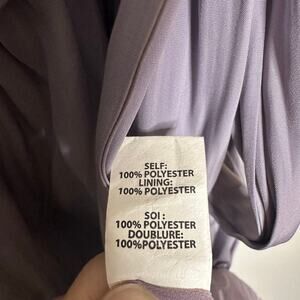 SELF:
100% POLYESTER
LINING:
100% POLYESTER
SOI :
100% POLYESTER
DOUBLURE:
100%POLYESTER